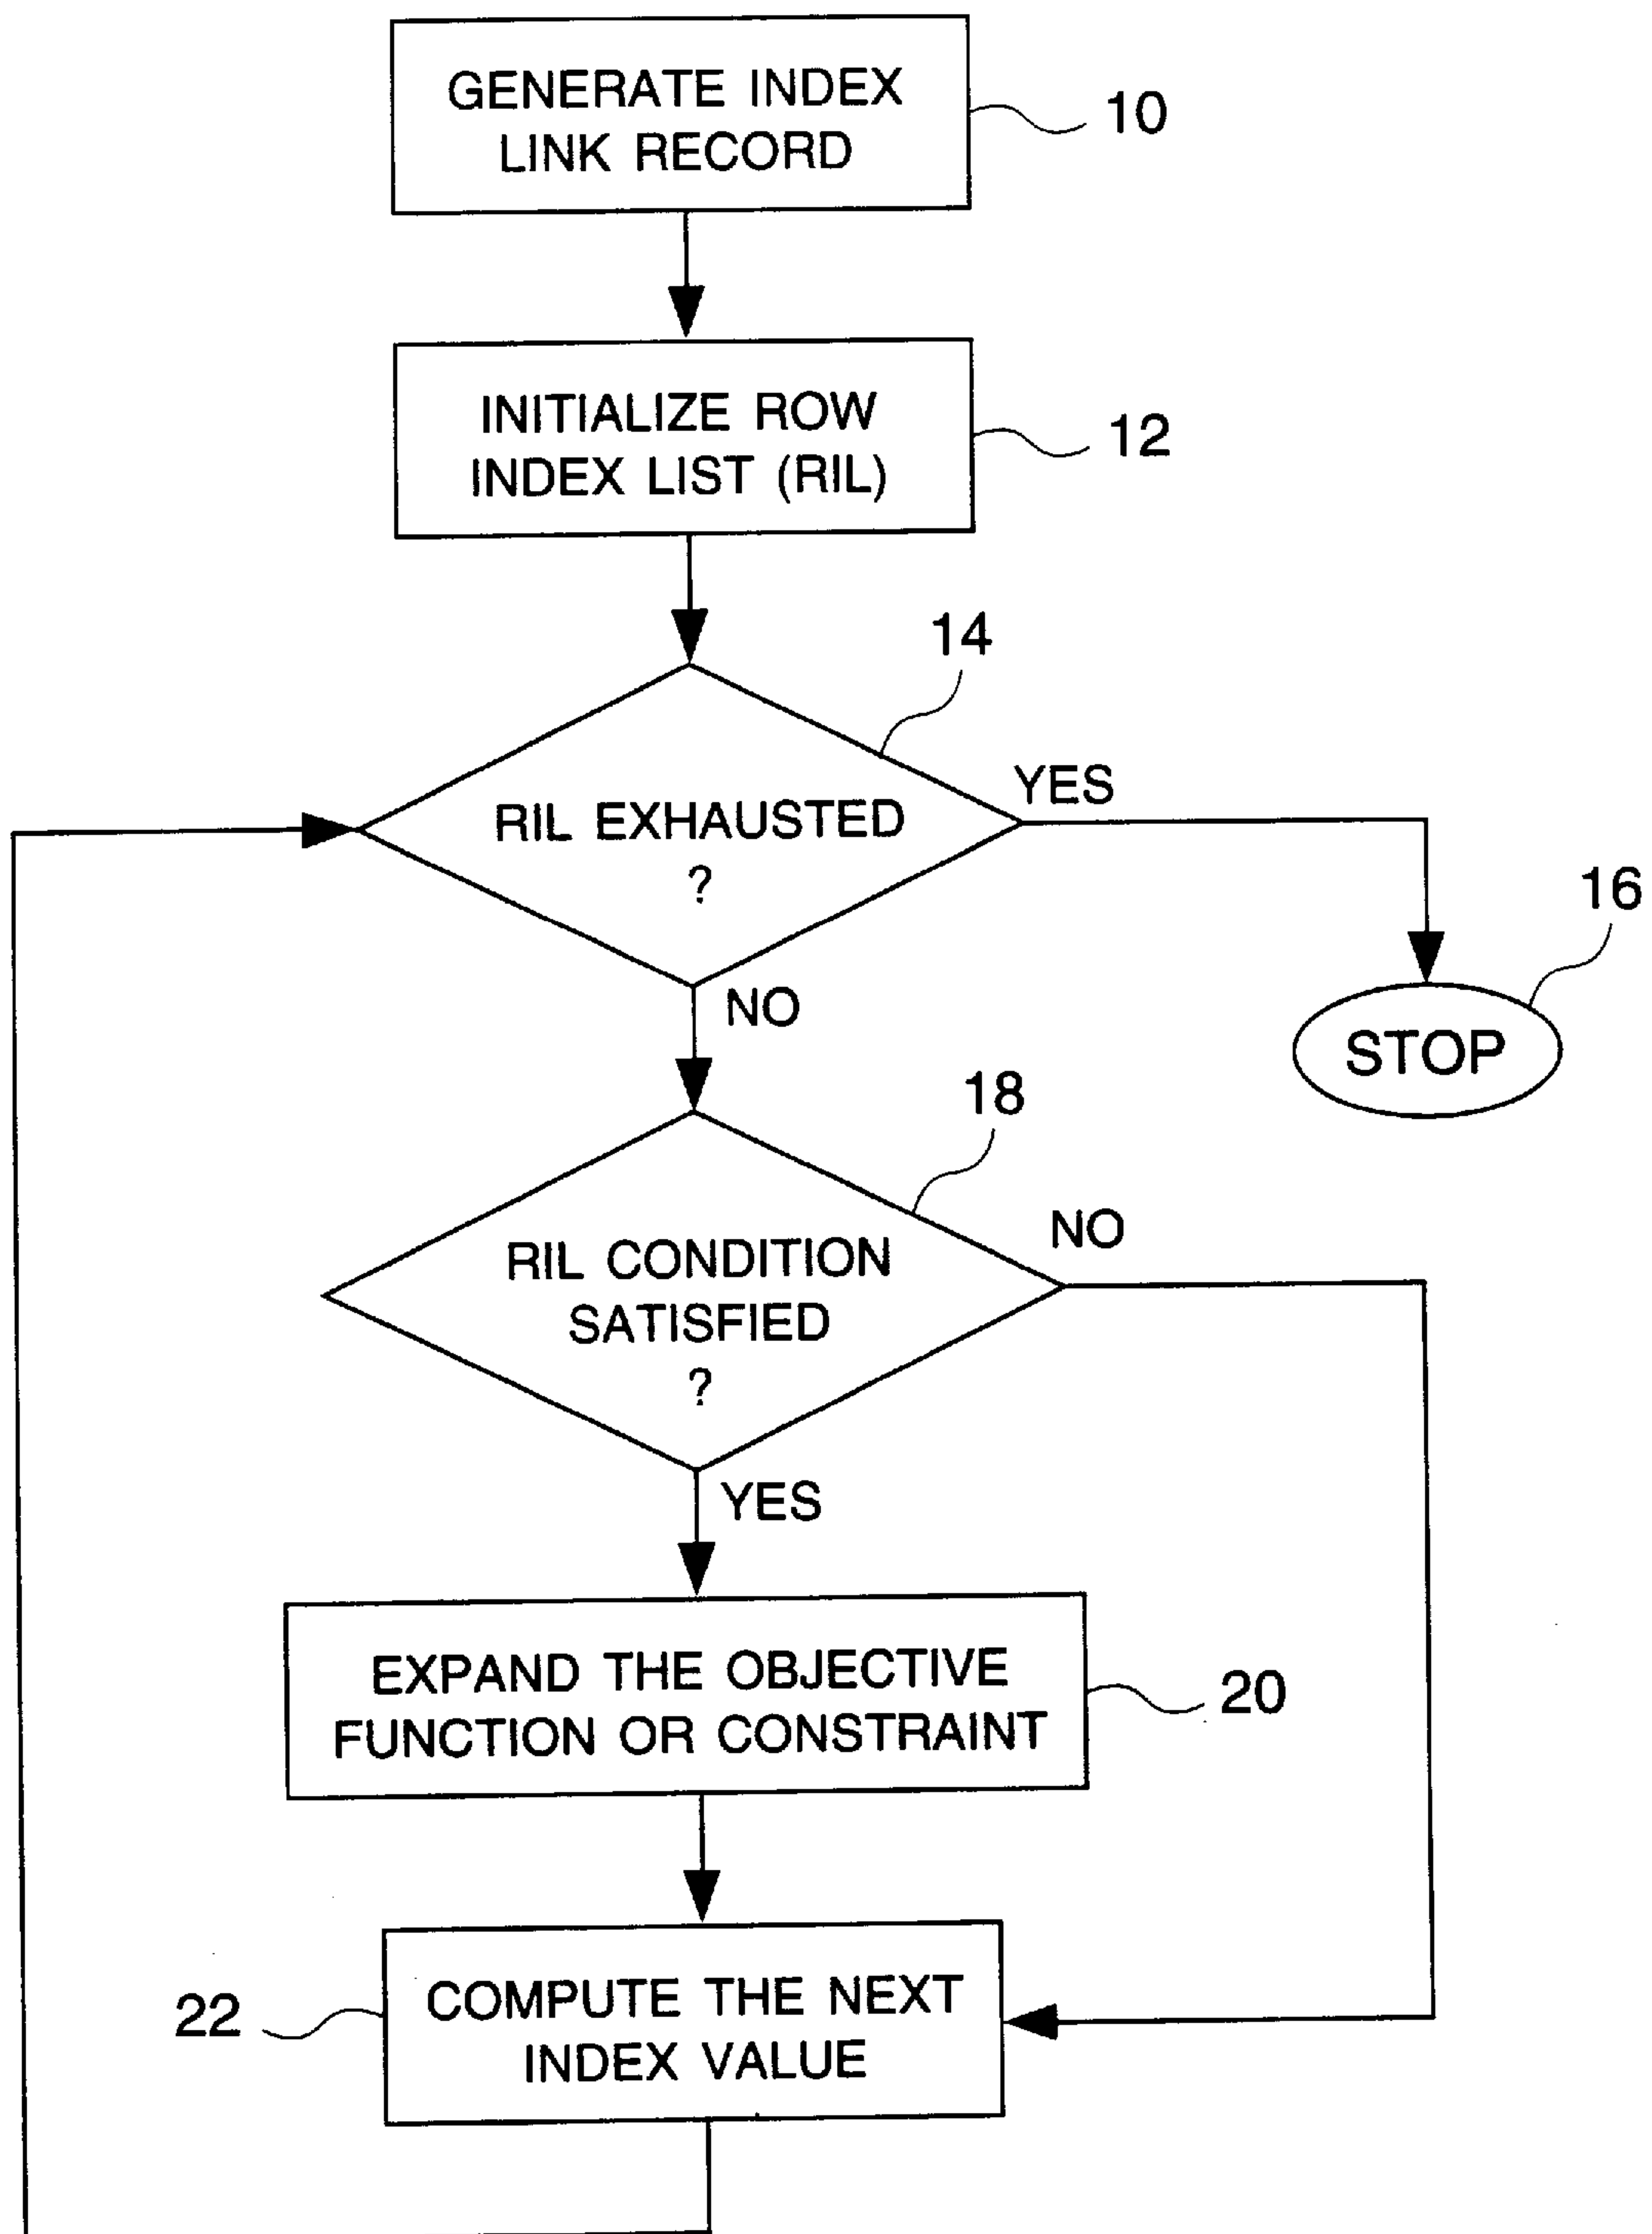 GENERATE INDEX
LINK RECORD
10
INITIALIZE ROW
INDEX LIST (RIL)
12
14
RIL EXHAUSTED
?
YES
NO
16
STOP
18
RIL CONDITION
SATISFIED
?
NO
YES
EXPAND THE OBJECTIVE
FUNCTION OR CONSTRAINT
20
22
COMPUTE THE NEXT
INDEX VALUE